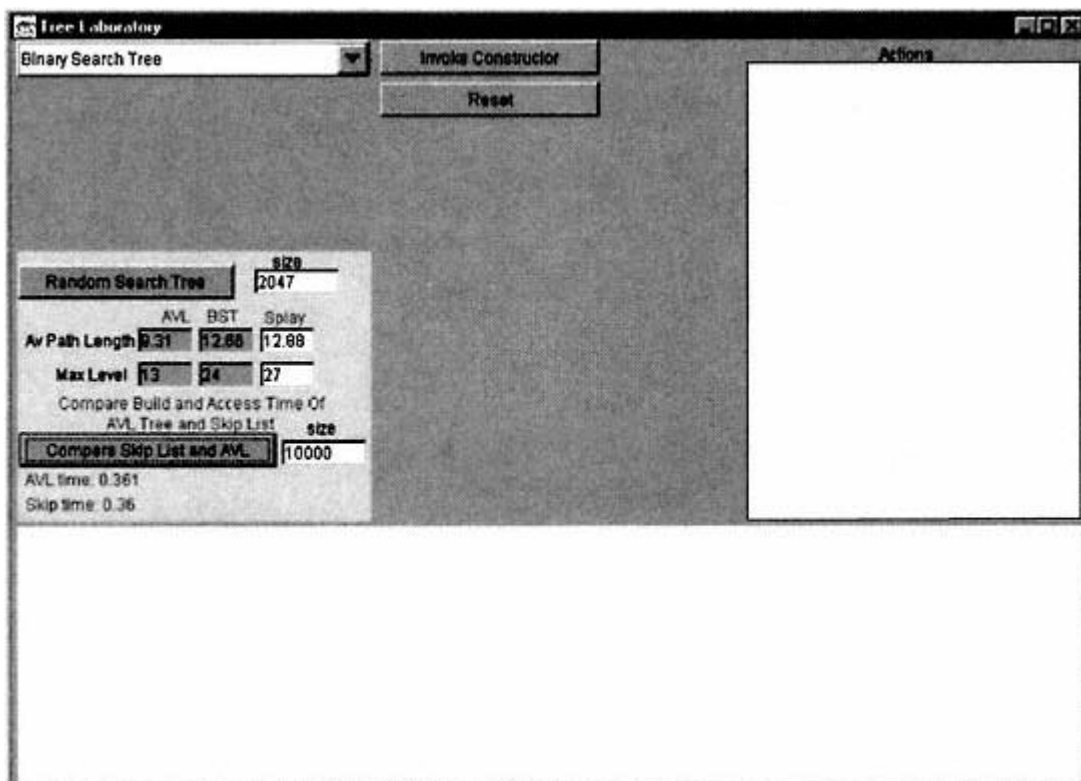 Tree Laboratory
Binary Search Tree
Invoke Constructor
Actions
Reset
Random Search Tree
size
2047
AVL BST Splay
Av Path Length 9.31 12.88
Max Level 13 24 27
Compare Build and Access Time Of
AVL Tree and Skip List
size
Compare Skip List and AVL
10000
AVL time: 0.361
Skip time: 0.36